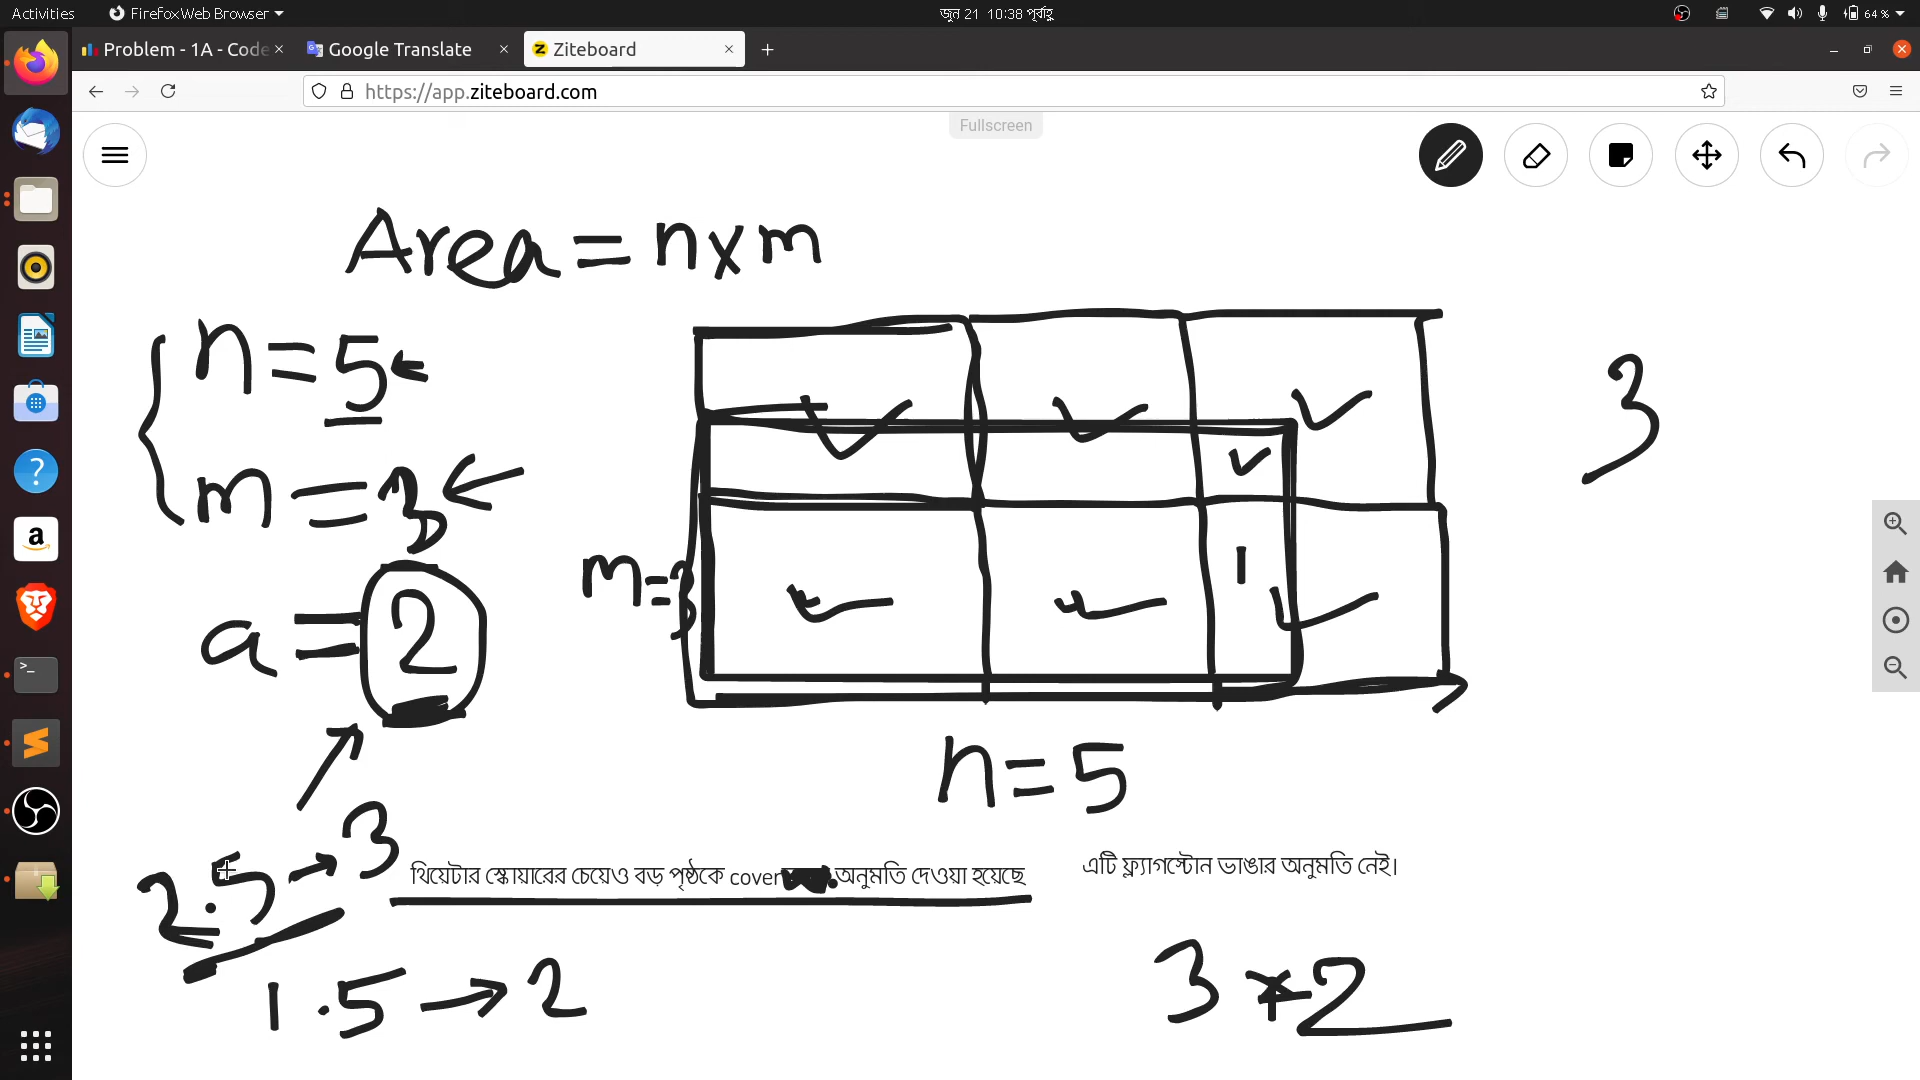 Activities
Firefox Web Browser
জুন 21 10:38 পূর্বাহ্ণ
64 %
Problem - 1A - Code
Google Translate
Ziteboard
https://app.ziteboard.com
Fullscreen
Area = n x m
n = 5
m = 3
a = 2
3
m=3
1
n = 5
2.5 → 3
থিয়েটার স্কোয়ারের চেয়েও বড় পৃষ্ঠকে cover অনুমতি দেওয়া হয়েছে
এটি ফ্ল্যাগস্টোন ভাঙার অনুমতি নেই।
1.5 → 2
3 * 2